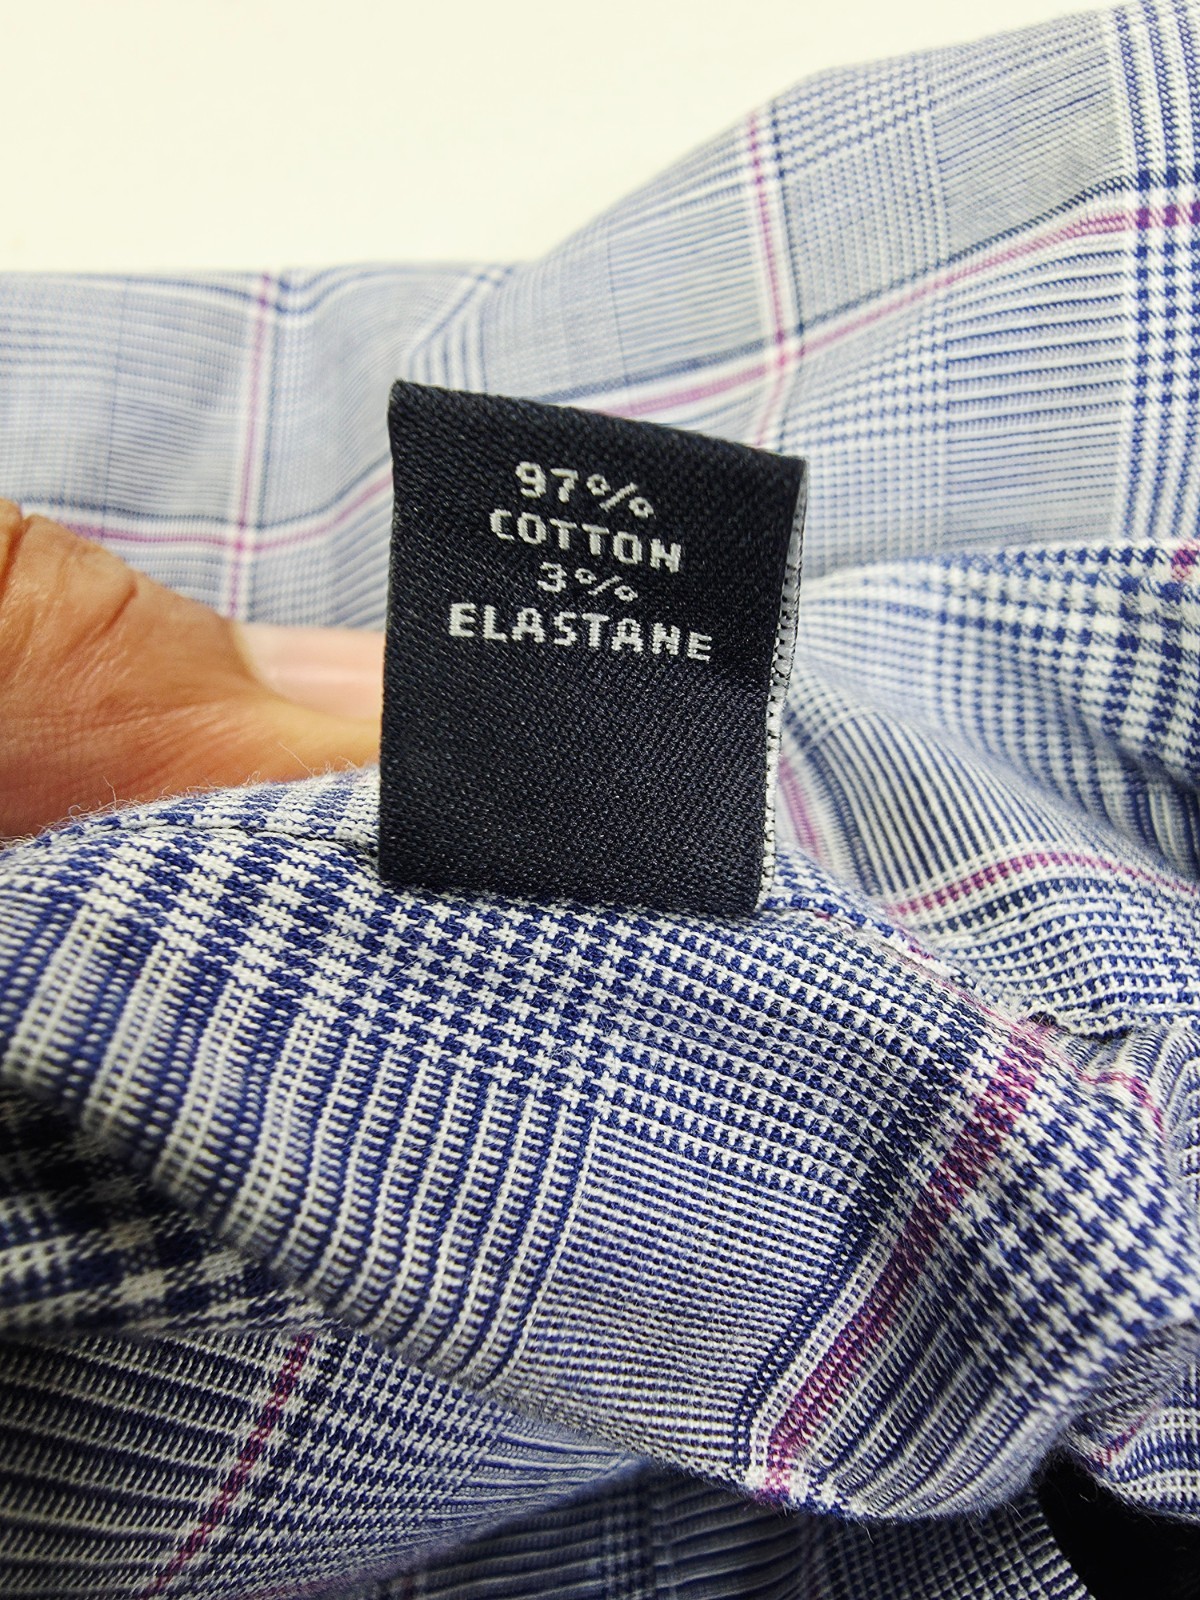 97%
COTTON
3%
ELASTANE